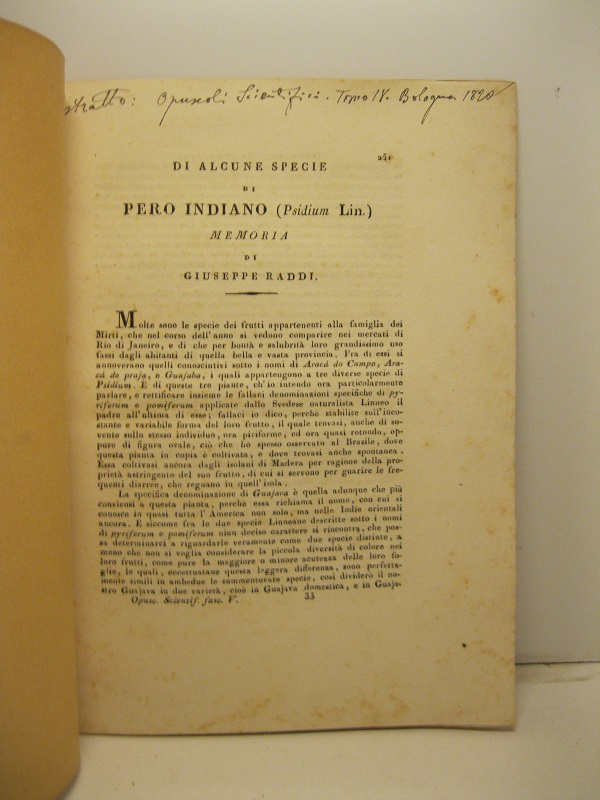 stratto: Opuscoli Scientifici. Tomo IV. Bologna 1820
251
DI ALCUNE SPECIE
DI
PERO INDIANO (Psidium Lin.)
MEMORIA
DI
GIUSEPPE RADDI.
Molte sono le specie dei frutti appartenenti alla famiglia dei
Mirti, che nel corso dell'anno si vedono comparire nei mercati di
Rio di Janeiro, e di che per bontà e salubrità loro grandissimo uso
fassi dagli abitanti di quella bella e vasta provincia. Fra di essi si
annoverano quelli conosciutivi sotto i nomi di Aracá do Campo, Ara-
cá de praja, e Guajaba, i quali appartengono a tre diverse specie di
Psidium. E di queste tre piante, ch'io intendo ora particolarmente
parlare, e rettificare insieme le fallaci denominazioni specifiche di py-
riferum e pomiferum applicate dallo Svedese naturalista Linneo il
padro all'ultima di esse; fallaci io dico, perchè stabilite sull'inco-
stante e variabile forma del loro frutto, il quale trovasi, anche di so-
vente sullo stesso individuo, ora piriforme, ed ora quasi rotondo, op-
pure di figura ovale, ciò che ho spesso osservato al Brasile, dove
questa pianta in copia è coltivata, e dove trovasi anche spontanea.
Essa coltivasi ancora dagli isolani di Madera per ragione della pro-
prietà astringente del suo frutto, di cui si servono per guarire le fre-
quenti diarree, che regnano in quell'isola.
La specifica denominazione di Guajava è quella adunque che più
conviensi a questa pianta, perchè essa richiama il nome, con cui si
conosce in quasi tutta l'America non solo, ma nelle Indie orientali
ancora. E siccome fra le due specie Linneane descritte sotto i nomi
di pyriferum e pomiferum niun deciso carattere si rincontra, che pos-
sa determinarci a riguardarle veramente come due specie distinte, a
meno che non si voglia considerare la piccola diversità di colore nei
loro frutti, come pure la maggiore o minore acutezza delle loro fo-
glie, le quali, eccettuatane questa leggera differenza, sono perfetta-
mente simili in ambedue le summentovate specie, così dividerò il no-
stro Guajava in due varietà, cioè in Guajava domestica, e in Guaja-
Opusc. Scientif. fasc. V. 33